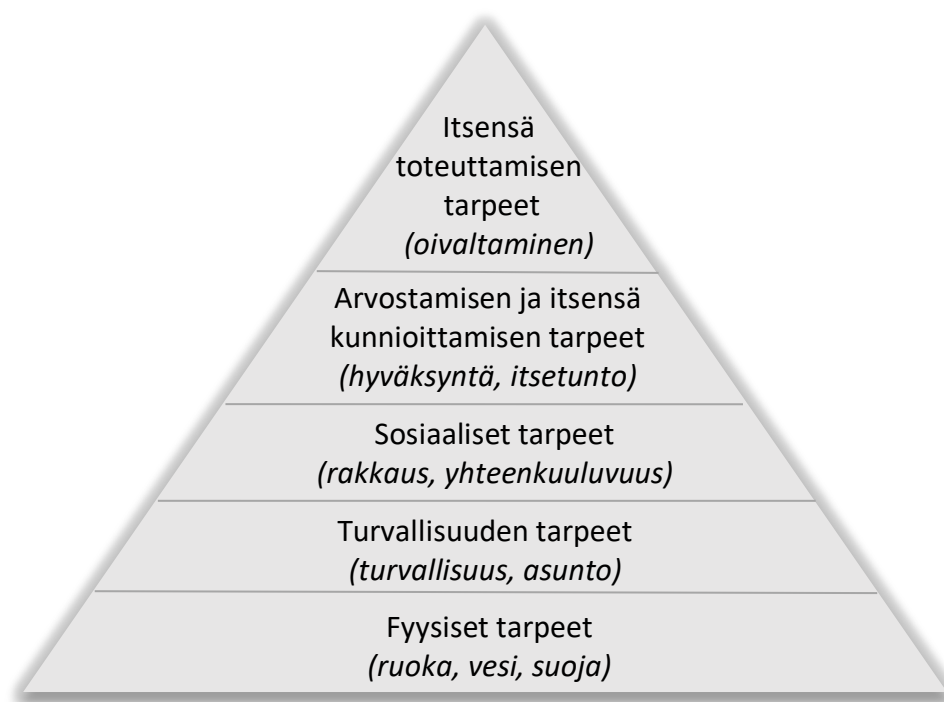 Itsensä
toteuttamisen
tarpeet
(oivaltaminen)
Arvostamisen ja itsensä
kunnioittamisen tarpeet
(hyväksyntä, itsetunto)
Sosiaaliset tarpeet
(rakkaus, yhteenkuuluvuus)
Turvallisuuden tarpeet
(turvallisuus, asunto)
Fyysiset tarpeet
(ruoka, vesi, suoja)